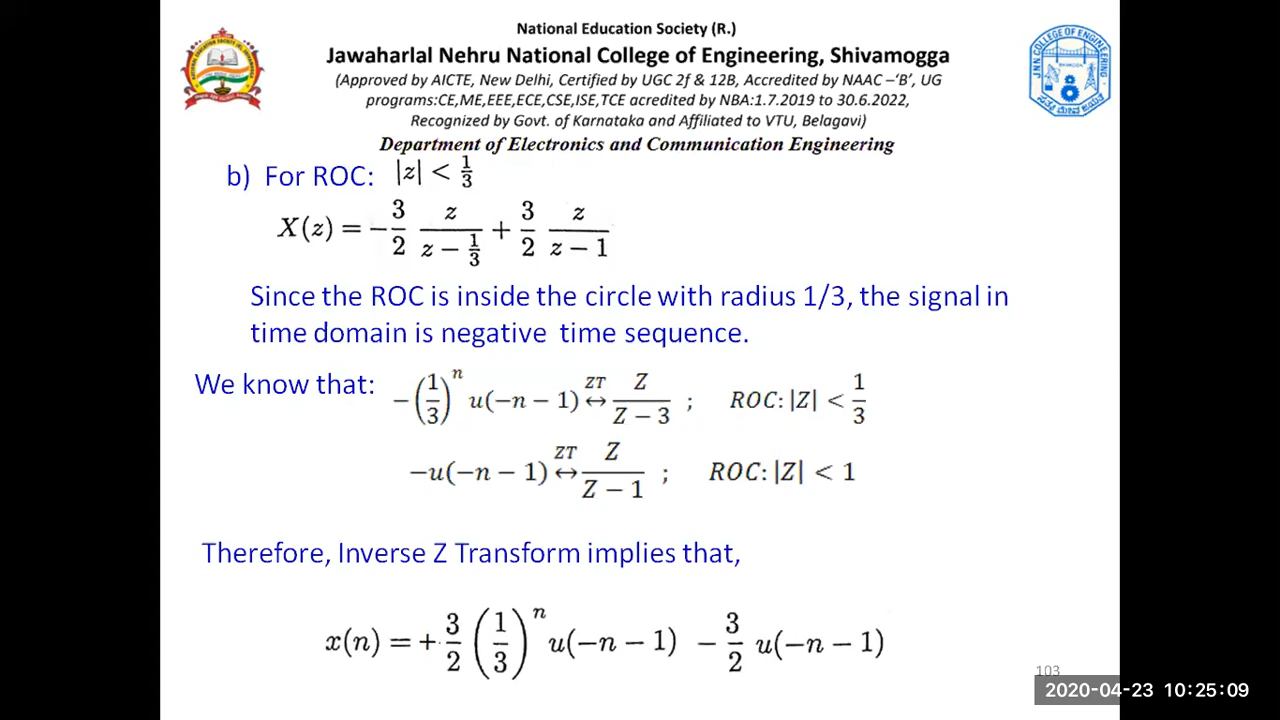 National Education Society (R.)
Jawaharlal Nehru National College of Engineering, Shivamogga
(Approved by AICTE, New Delhi, Certified by UGC 2f & 12B, Accredited by NAAC –'B', UG
programs:CE,ME,EEE,ECE,CSE,ISE,TCE acredited by NBA:1.7.2019 to 30.6.2022,
Recognized by Govt. of Karnataka and Affiliated to VTU, Belagavi)
Department of Electronics and Communication Engineering
b) For ROC: |z| < 1/3
X(z) = −3/2 z/(z − 1/3) + 3/2 z/(z − 1)
Since the ROC is inside the circle with radius 1/3, the signal in
time domain is negative time sequence.
We know that: −(1/3)^n u(−n − 1) ZT↔ Z/(Z − 3) ; ROC: |Z| < 1/3
−u(−n − 1) ZT↔ Z/(Z − 1) ; ROC: |Z| < 1
Therefore, Inverse Z Transform implies that,
x(n) = + 3/2 (1/3)^n u(−n − 1) − 3/2 u(−n − 1)
103
2020-04-23 10:25:09